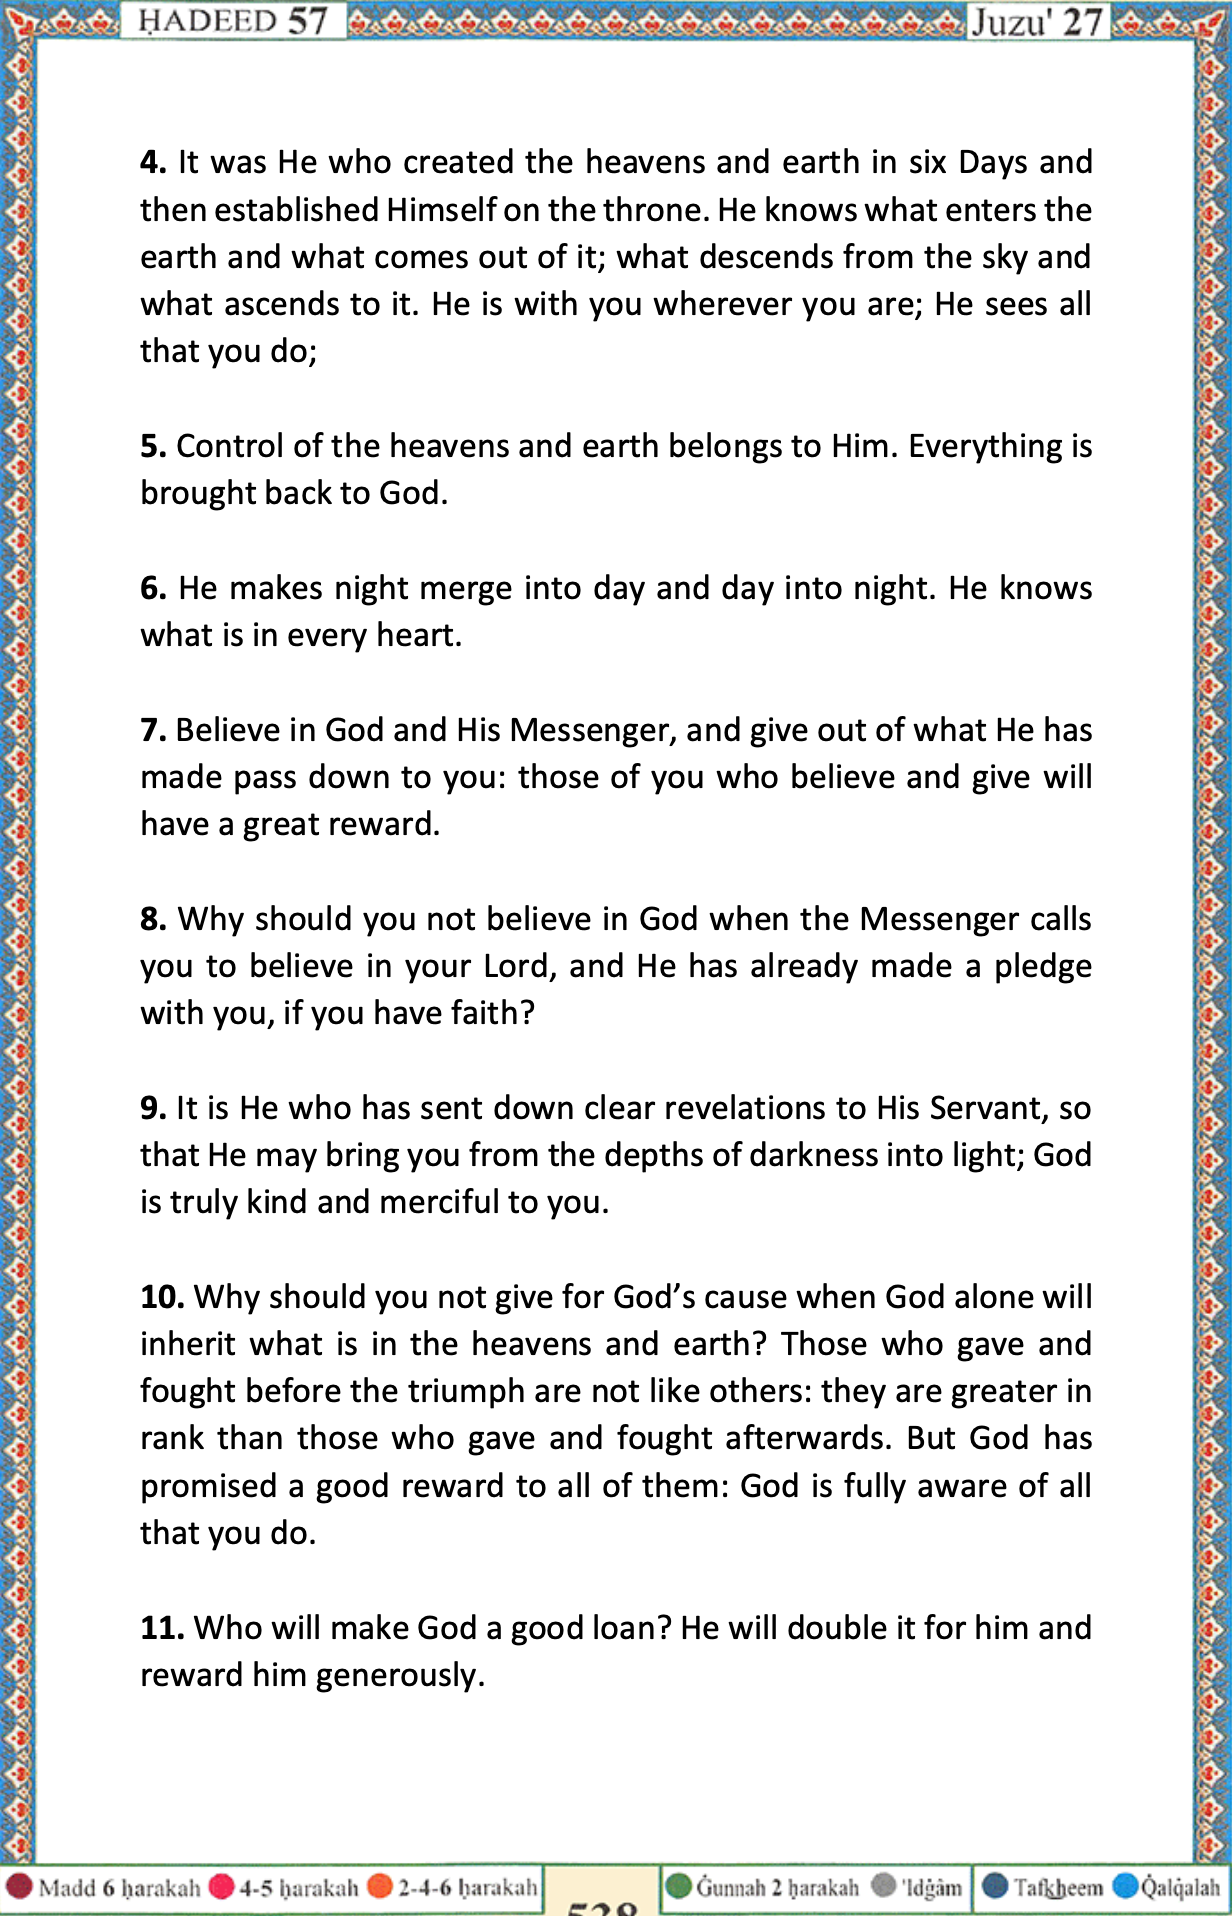 ḤADEED 57
Juzu' 27
4. It was He who created the heavens and earth in six Days and
then established Himself on the throne. He knows what enters the
earth and what comes out of it; what descends from the sky and
what ascends to it. He is with you wherever you are; He sees all
that you do;
5. Control of the heavens and earth belongs to Him. Everything is
brought back to God.
6. He makes night merge into day and day into night. He knows
what is in every heart.
7. Believe in God and His Messenger, and give out of what He has
made pass down to you: those of you who believe and give will
have a great reward.
8. Why should you not believe in God when the Messenger calls
you to believe in your Lord, and He has already made a pledge
with you, if you have faith?
9. It is He who has sent down clear revelations to His Servant, so
that He may bring you from the depths of darkness into light; God
is truly kind and merciful to you.
10. Why should you not give for God’s cause when God alone will
inherit what is in the heavens and earth? Those who gave and
fought before the triumph are not like others: they are greater in
rank than those who gave and fought afterwards. But God has
promised a good reward to all of them: God is fully aware of all
that you do.
11. Who will make God a good loan? He will double it for him and
reward him generously.
Madd 6 ḥarakah 4-5 ḥarakah 2-4-6 ḥarakah
538
Ġunnah 2 ḥarakah 'Idġâm
Tafkheem Q̇alq̇alah